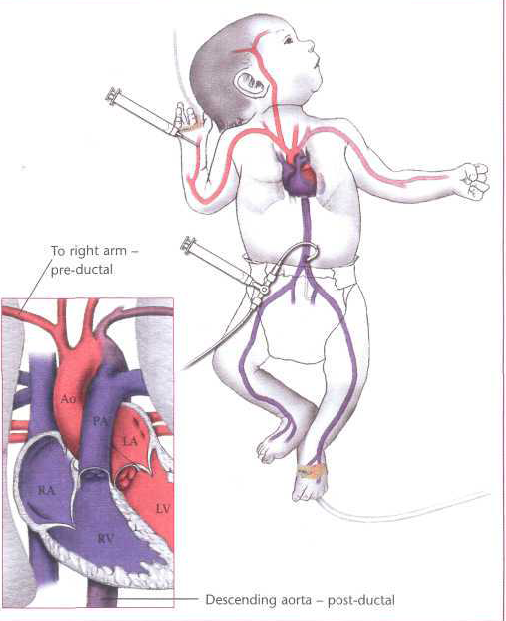 To right arm –
pre-ductal
Ao
PA
LA
RA
LV
RV
Descending aorta – post-ductal